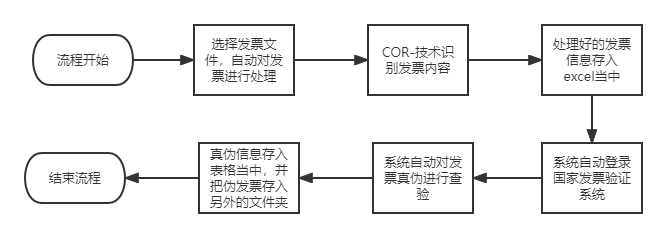 流程开始
选择发票文
件，自动对发
票进行处理
COR-技术识
别发票内容
处理好的发票
信息存入
excel当中
系统自动登录
国家发票验证
系统
系统自动对发
票真伪进行查
验
真伪信息存入
表格当中，并
把伪发票存入
另外的文件夹
结束流程